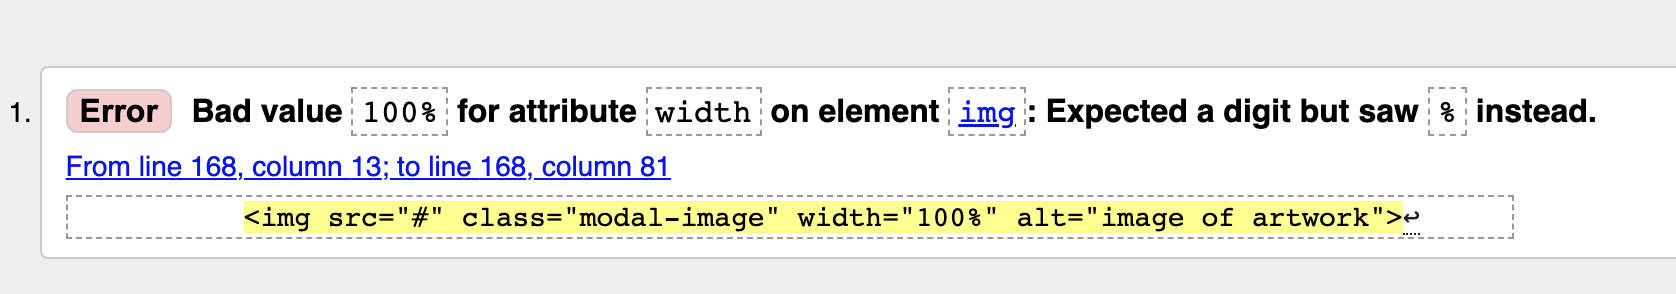 1. Error Bad value 100% for attribute width on element img: Expected a digit but saw % instead.
From line 168, column 13; to line 168, column 81
<img src="#" class="modal-image" width="100%" alt="image of artwork">↩